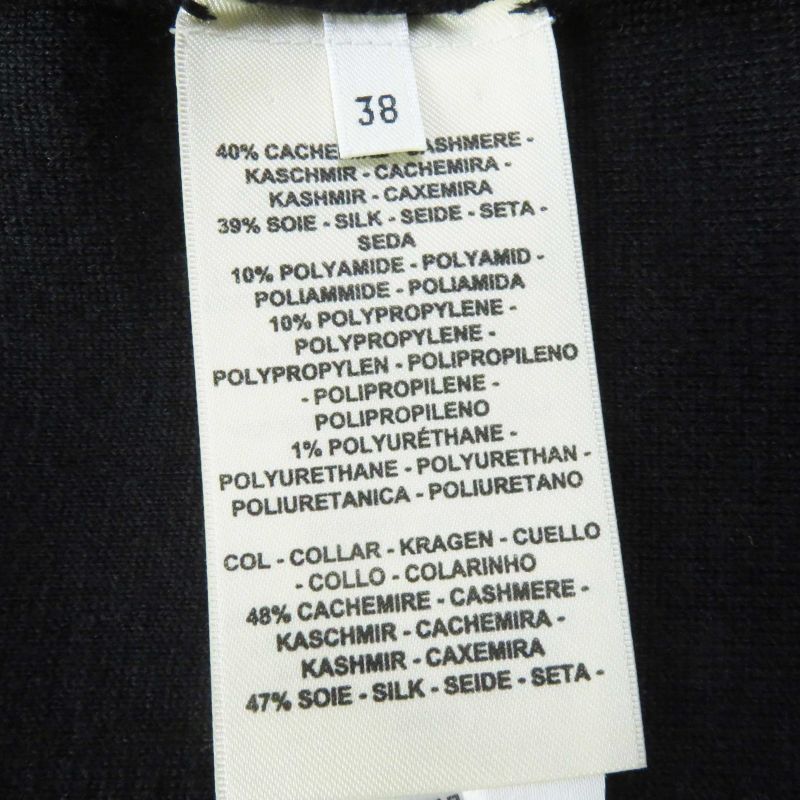 38
40% CACHE CASHMERE -
KASCHMIR - CACHEMIRA -
KASHMIR - CAXEMIRA
39% SOIE - SILK - SEIDE - SETA -
SEDA
10% POLYAMIDE - POLYAMID -
POLIAMMIDE - POLIAMIDA
10% POLYPROPYLENE -
POLYPROPYLENE -
POLYPROPYLEN - POLIPROPILENO
- POLIPROPILENE -
POLIPROPILENO
1% POLYURÉTHANE -
POLYURETHANE - POLYURETHAN -
POLIURETANICA - POLIURETANO
COL - COLLAR - KRAGEN - CUELLO
- COLLO - COLARINHO
48% CACHEMIRE - CASHMERE -
KASCHMIR - CACHEMIRA -
KASHMIR - CAXEMIRA
47% SOIE - SILK - SEIDE - SETA -